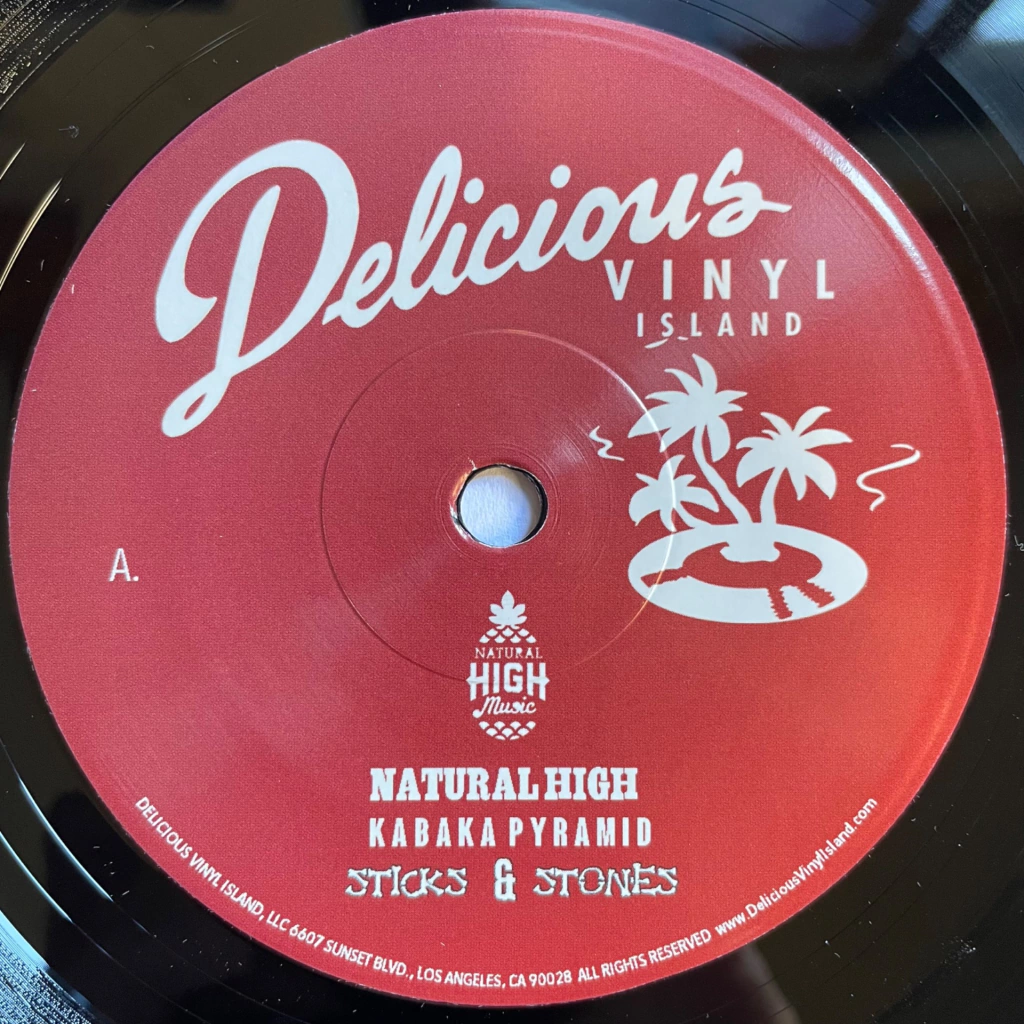 Delicious
VINYL
ISLAND
A.
NATURAL
HIGH
Music
NATURAL HIGH
KABAKA PYRAMID
STICKS & STONES
DELICIOUS VINYL ISLAND, LLC 6607 SUNSET BLVD., LOS ANGELES, CA 90028 ALL RIGHTS RESERVED www.DeliciousVinylIsland.com